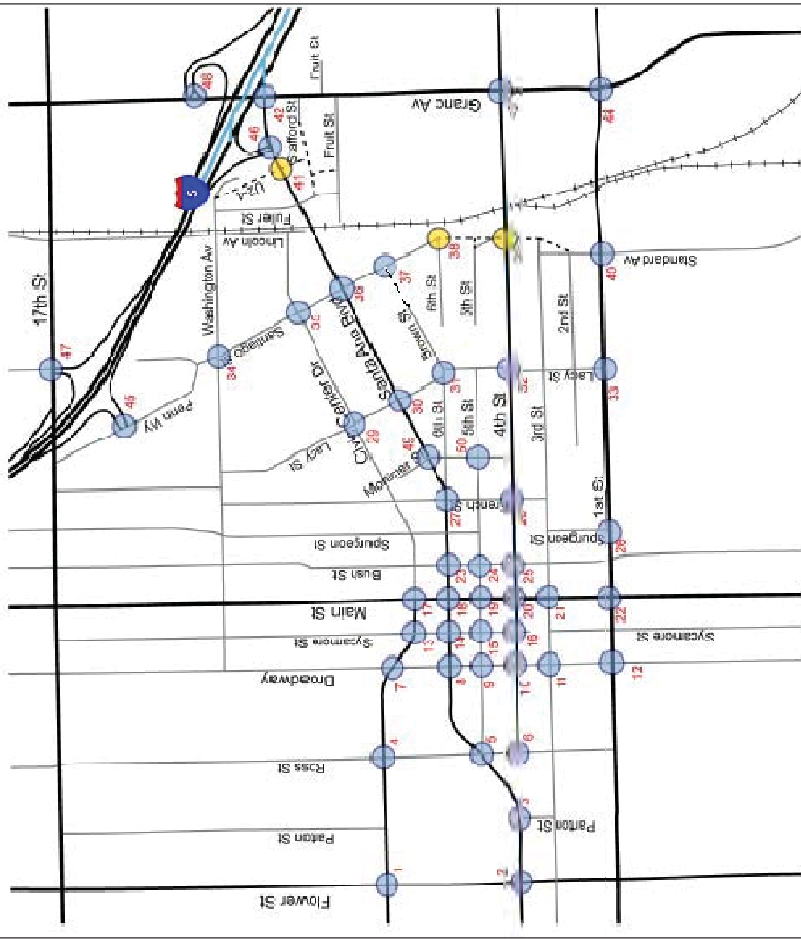 48
Fruit St
42
Stafford St
46
Grand Av
44
41
Fruit St
5
Fuller St
Lincoln Av
Washington Av
17th St
38
37
36
35
6th St
5th St
Standard Av
40
2nd St
Santiago
Santa Ana Blvd
Brown St
47
34
Lacy St
33
32
31
30
Penn Wy
45
Civic Center Dr
29
Lacy St
6th St
5th St
4th St
3rd St
49
50
Mortimer
1st St
27
French St
28
Spurgeon St
Spurgeon St
26
Bush St
23
24
25
Main St
17
18
19
20
21
22
Sycamore St
13
14
15
16
Sycamore St
Broadway
7
8
9
10
11
12
Ross St
4
5
6
Parton St
3
Parton St
Flower St
1
2